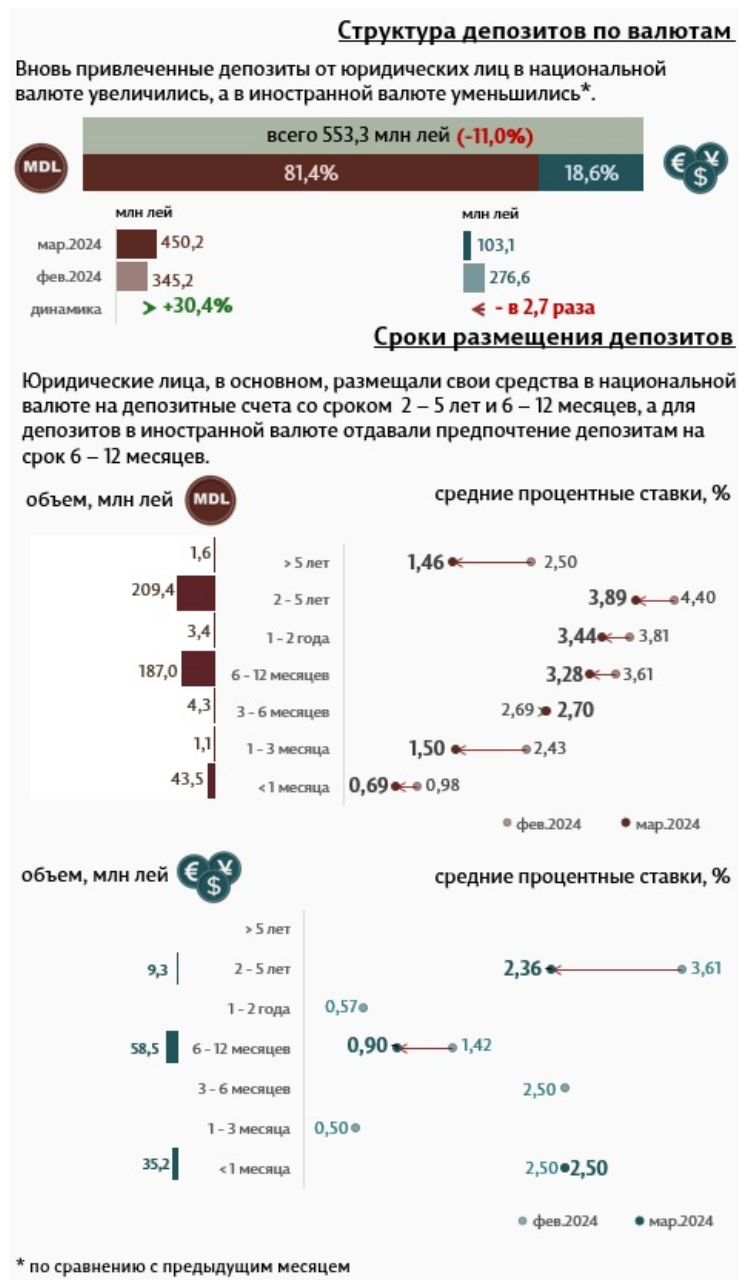 Структура депозитов по валютам
Вновь привлеченные депозиты от юридических лиц в национальной
валюте увеличились, а в иностранной валюте уменьшились*.
всего 553,3 млн лей (-11,0%)
MDL 81,4% 18,6% € ¥ $
млн лей млн лей
мар.2024 450,2 103,1
фев.2024 345,2 276,6
динамика > +30,4% < - в 2,7 раза
Сроки размещения депозитов
Юридические лица, в основном, размещали свои средства в национальной
валюте на депозитные счета со сроком 2 – 5 лет и 6 – 12 месяцев, а для
депозитов в иностранной валюте отдавали предпочтение депозитам на
срок 6 – 12 месяцев.
объем, млн лей MDL средние процентные ставки, %
1,6 > 5 лет 1,46 2,50
209,4 2 - 5 лет 3,89 4,40
3,4 1 - 2 года 3,44 3,81
187,0 6 - 12 месяцев 3,28 3,61
4,3 3 - 6 месяцев 2,69 2,70
1,1 1 - 3 месяца 1,50 2,43
43,5 < 1 месяца 0,69 0,98
фев.2024 мар.2024
объем, млн лей € ¥ $ средние процентные ставки, %
> 5 лет
9,3 2 - 5 лет 2,36 3,61
1 - 2 года 0,57
58,5 6 - 12 месяцев 0,90 1,42
3 - 6 месяцев 2,50
1 - 3 месяца 0,50
35,2 < 1 месяца 2,50 2,50
фев.2024 мар.2024
* по сравнению с предыдущим месяцем